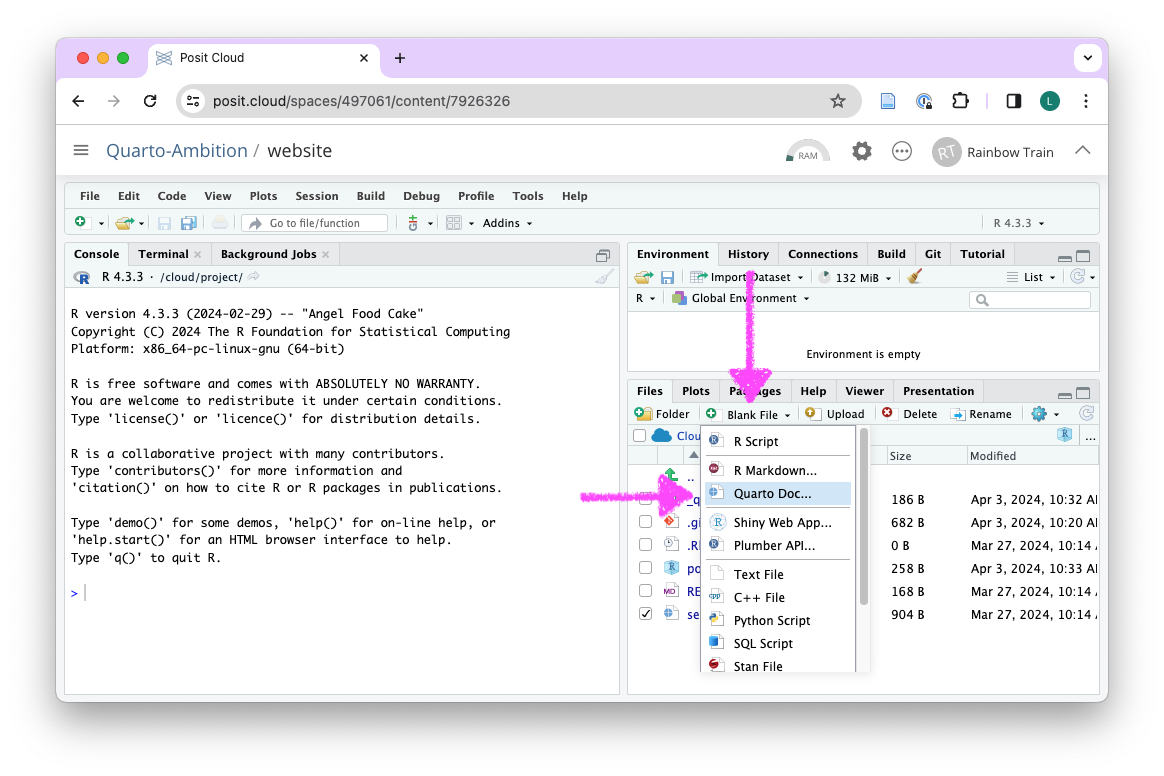 Posit Cloud
posit.cloud/spaces/497061/content/7926326
L
Quarto-Ambition / website
RAM
RT Rainbow Train
File Edit Code View Plots Session Build Debug Profile Tools Help
Go to file/function Addins R 4.3.3
Console Terminal Background Jobs
R 4.3.3 · /cloud/project/
R version 4.3.3 (2024-02-29) -- "Angel Food Cake"
Copyright (C) 2024 The R Foundation for Statistical Computing
Platform: x86_64-pc-linux-gnu (64-bit)
R is free software and comes with ABSOLUTELY NO WARRANTY.
You are welcome to redistribute it under certain conditions.
Type 'license()' or 'licence()' for distribution details.
R is a collaborative project with many contributors.
Type 'contributors()' for more information and
'citation()' on how to cite R or R packages in publications.
Type 'demo()' for some demos, 'help()' for on-line help, or
'help.start()' for an HTML browser interface to help.
Type 'q()' to quit R.
>
Environment History Connections Build Git Tutorial
Import Dataset 132 MiB List
R Global Environment
Environment is empty
Files Plots Packages Help Viewer Presentation
Folder Blank File Upload Delete Rename
Clou R ...
Size Modified
..
_q 186 B Apr 3, 2024, 10:32 A
.gi 682 B Apr 3, 2024, 10:20 A
.R 0 B Mar 27, 2024, 10:14
po 258 B Apr 3, 2024, 10:33 A
MD RE 168 B Mar 27, 2024, 10:14
se 904 B Mar 27, 2024, 10:14
R Script
R Markdown...
Quarto Doc...
Shiny Web App...
Plumber API...
Text File
C++ File
Python Script
SQL Script
Stan File